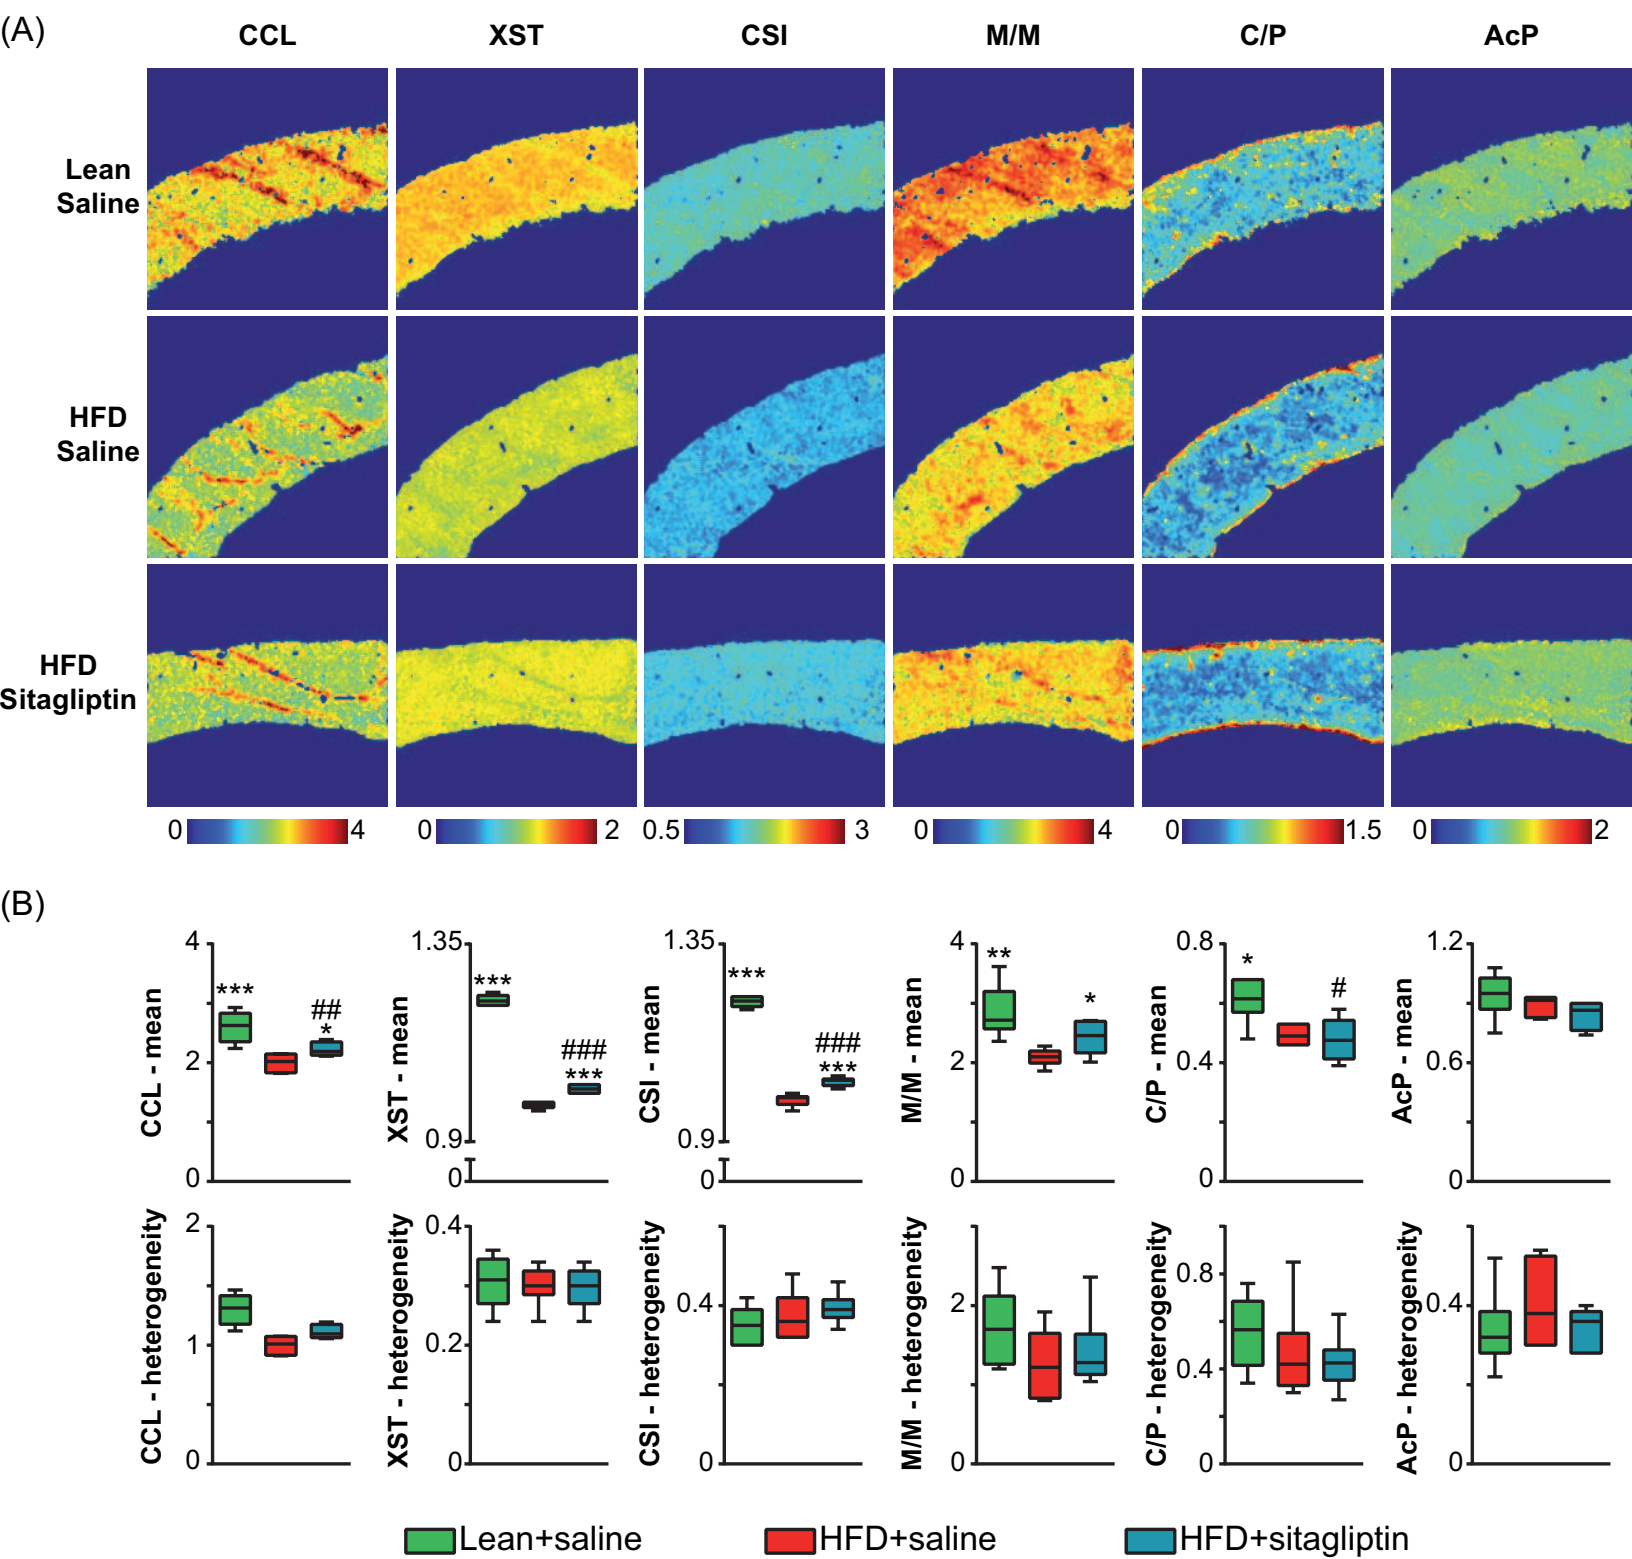 (A)
CCL XST CSI M/M C/P AcP
Lean
Saline
HFD
Saline
HFD
Sitagliptin
0 4 0 2 0.5 3 0 4 0 1.5 0 2
(B)
CCL - mean
4
2
0
***
##
*
XST - mean
1.35
0.9
0
***
###
***
CSI - mean
1.35
0.9
0
***
###
***
M/M - mean
4
2
0
**
*
C/P - mean
0.8
0.4
0
*
#
AcP - mean
1.2
0.6
0
CCL - heterogeneity
2
1
0
XST - heterogeneity
0.4
0.2
0
CSI - heterogeneity
0.4
0
M/M - heterogeneity
2
0
C/P - heterogeneity
0.8
0.4
0
AcP - heterogeneity
0.4
0
Lean+saline HFD+saline HFD+sitagliptin